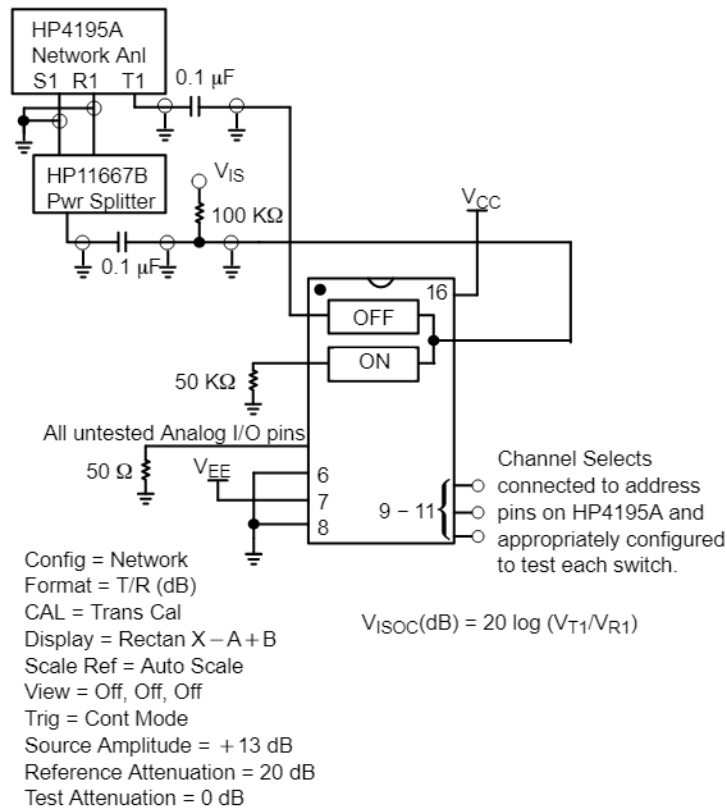 HP4195A
Network Anl
S1 R1 T1
0.1 μF
HP11667B
Pwr Splitter
VIS
100 KΩ
0.1 μF
VCC
16
OFF
ON
50 KΩ
All untested Analog I/O pins
50 Ω
VEE
6
7
8
9 – 11
Channel Selects
connected to address
pins on HP4195A and
appropriately configured
to test each switch.
Config = Network
Format = T/R (dB)
CAL = Trans Cal
Display = Rectan X – A + B
Scale Ref = Auto Scale
View = Off, Off, Off
Trig = Cont Mode
Source Amplitude = + 13 dB
Reference Attenuation = 20 dB
Test Attenuation = 0 dB
VISOC(dB) = 20 log (VT1/VR1)